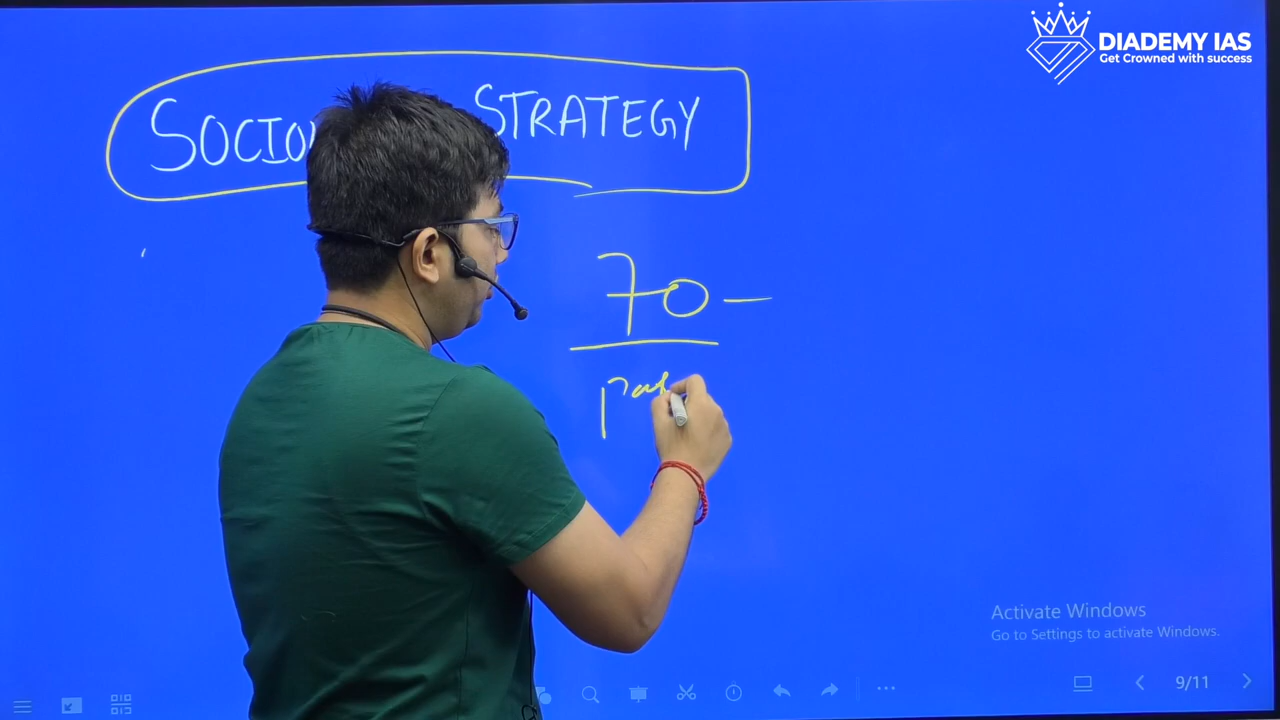 DIADEMY IAS
Get Crowned with success
SOCIO STRATEGY
70 -
Activate Windows
Go to Settings to activate Windows.
9/11